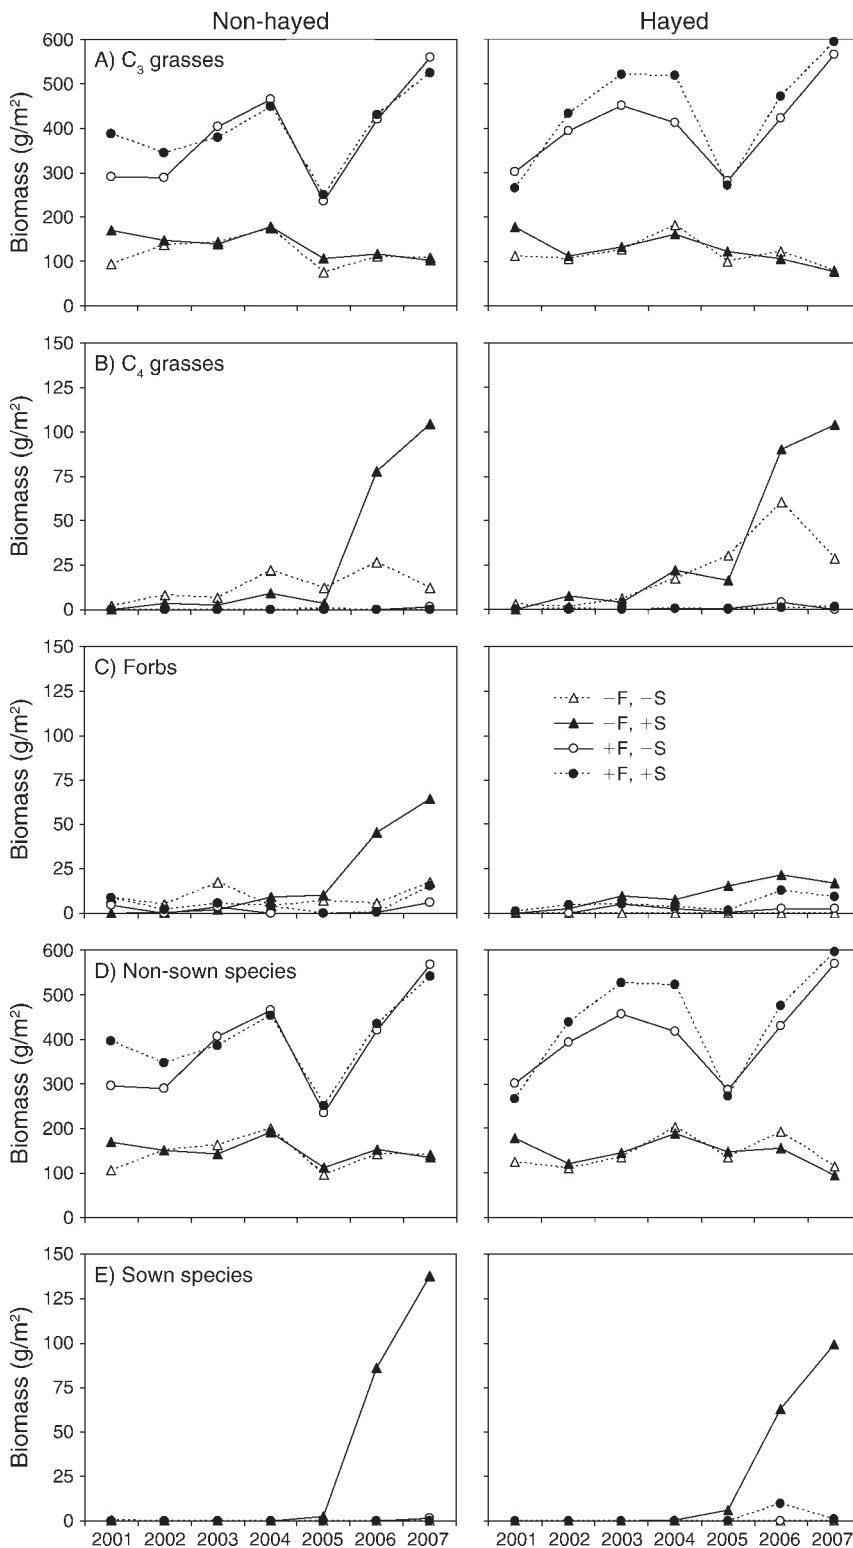 Non-hayed
Hayed
A) C3 grasses
Biomass (g/m²)
600
500
400
300
200
100
0
B) C4 grasses
Biomass (g/m²)
150
125
100
75
50
25
0
C) Forbs
Biomass (g/m²)
150
125
100
75
50
25
0
−F, −S
−F, +S
+F, −S
+F, +S
D) Non-sown species
Biomass (g/m²)
600
500
400
300
200
100
0
E) Sown species
Biomass (g/m²)
150
125
100
75
50
25
0
2001 2002 2003 2004 2005 2006 2007
2001 2002 2003 2004 2005 2006 2007